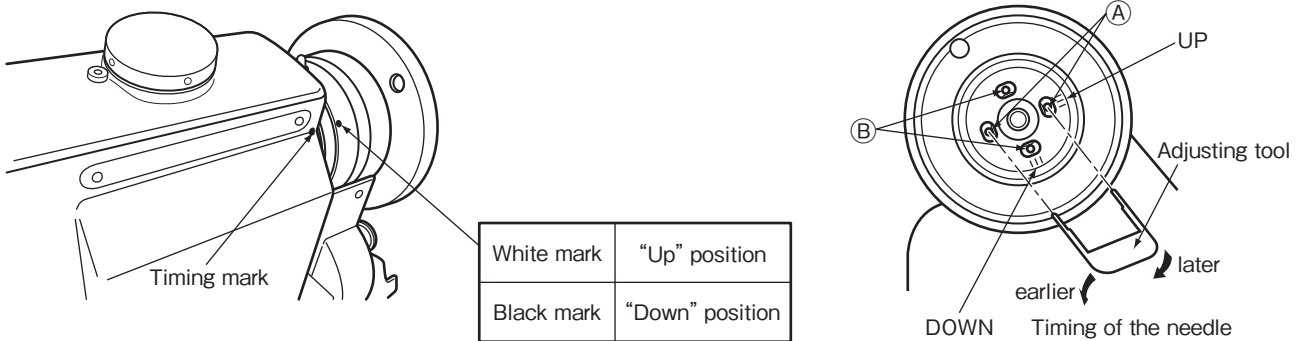 Timing mark
White mark "Up" position
Black mark "Down" position
Ⓐ
UP
Ⓑ
Adjusting tool
later
earlier
DOWN
Timing of the needle